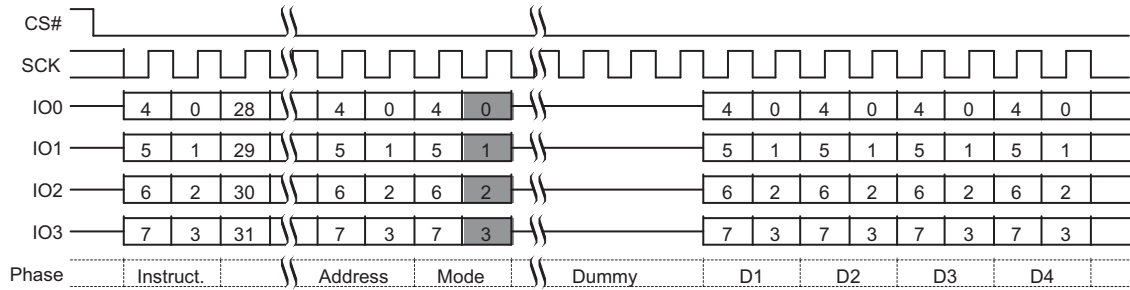 CS#
SCK
IO0 4 0 28 4 0 4 0 4 0 4 0 4 0 4 0
IO1 5 1 29 5 1 5 1 5 1 5 1 5 1 5 1
IO2 6 2 30 6 2 6 2 6 2 6 2 6 2 6 2
IO3 7 3 31 7 3 7 3 7 3 7 3 7 3 7 3
Phase Instruct. Address Mode Dummy D1 D2 D3 D4